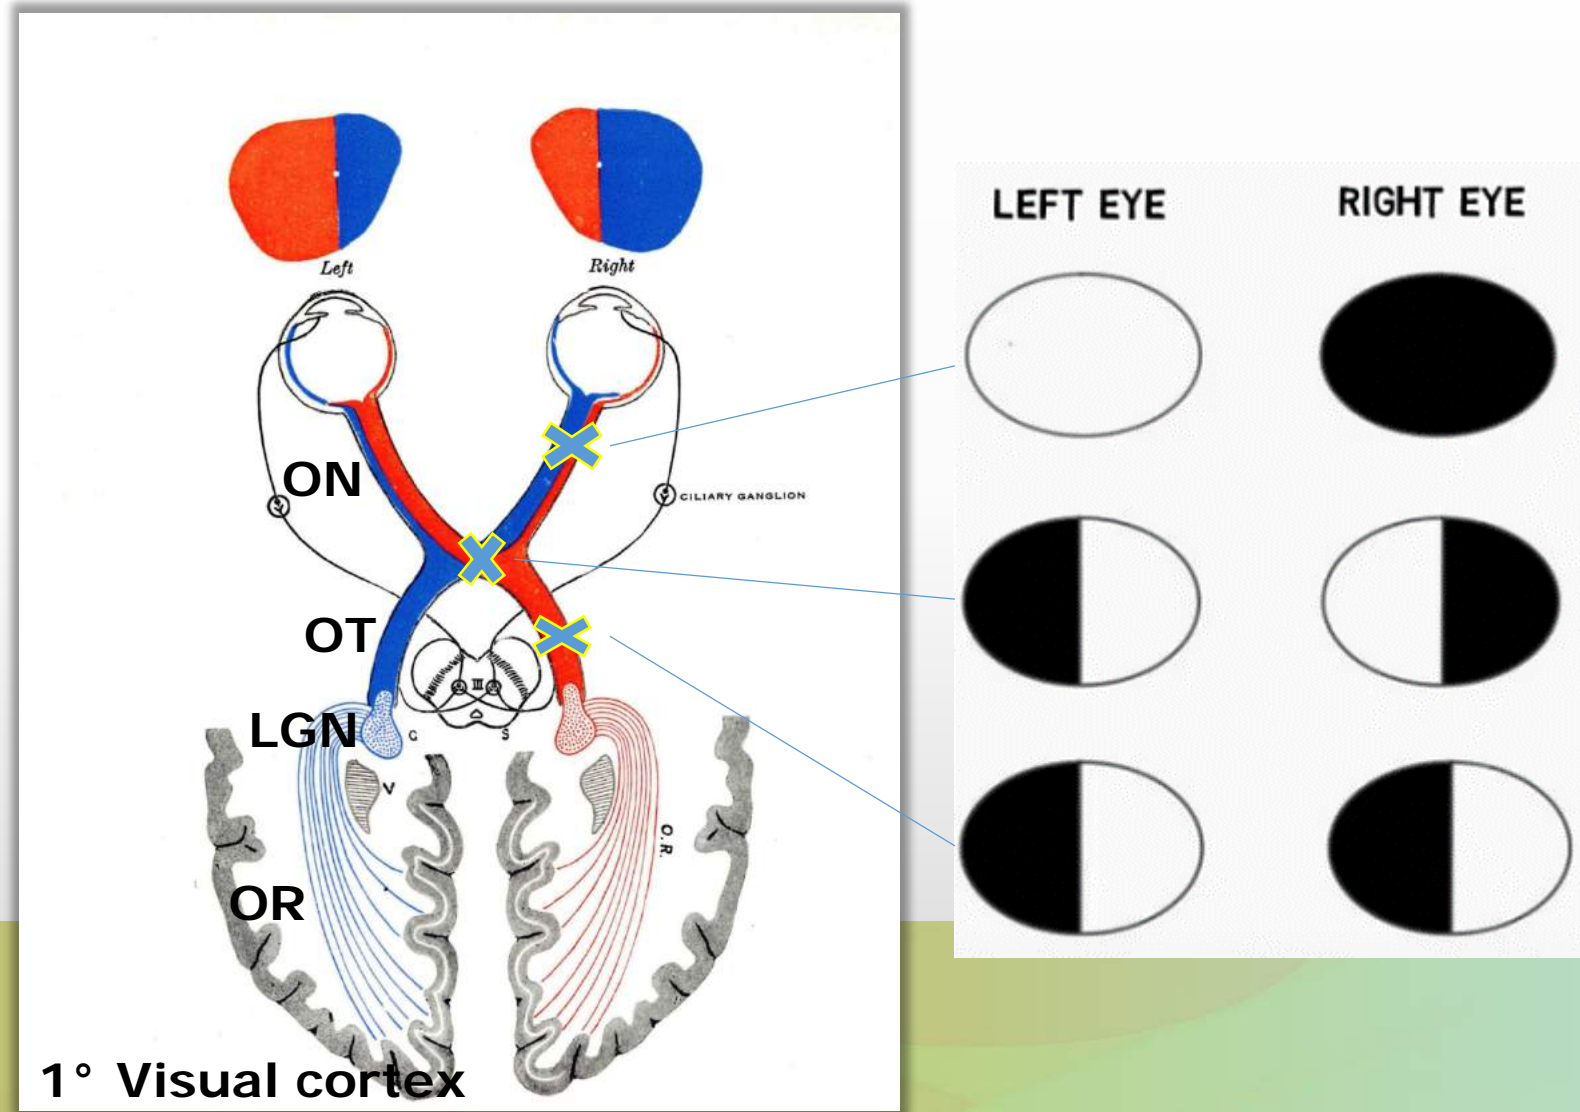 Left
Right
LEFT EYE
RIGHT EYE
ON
CILIARY GANGLION
OT
III
LGN
G
S
V
O.R.
OR
1° Visual cortex